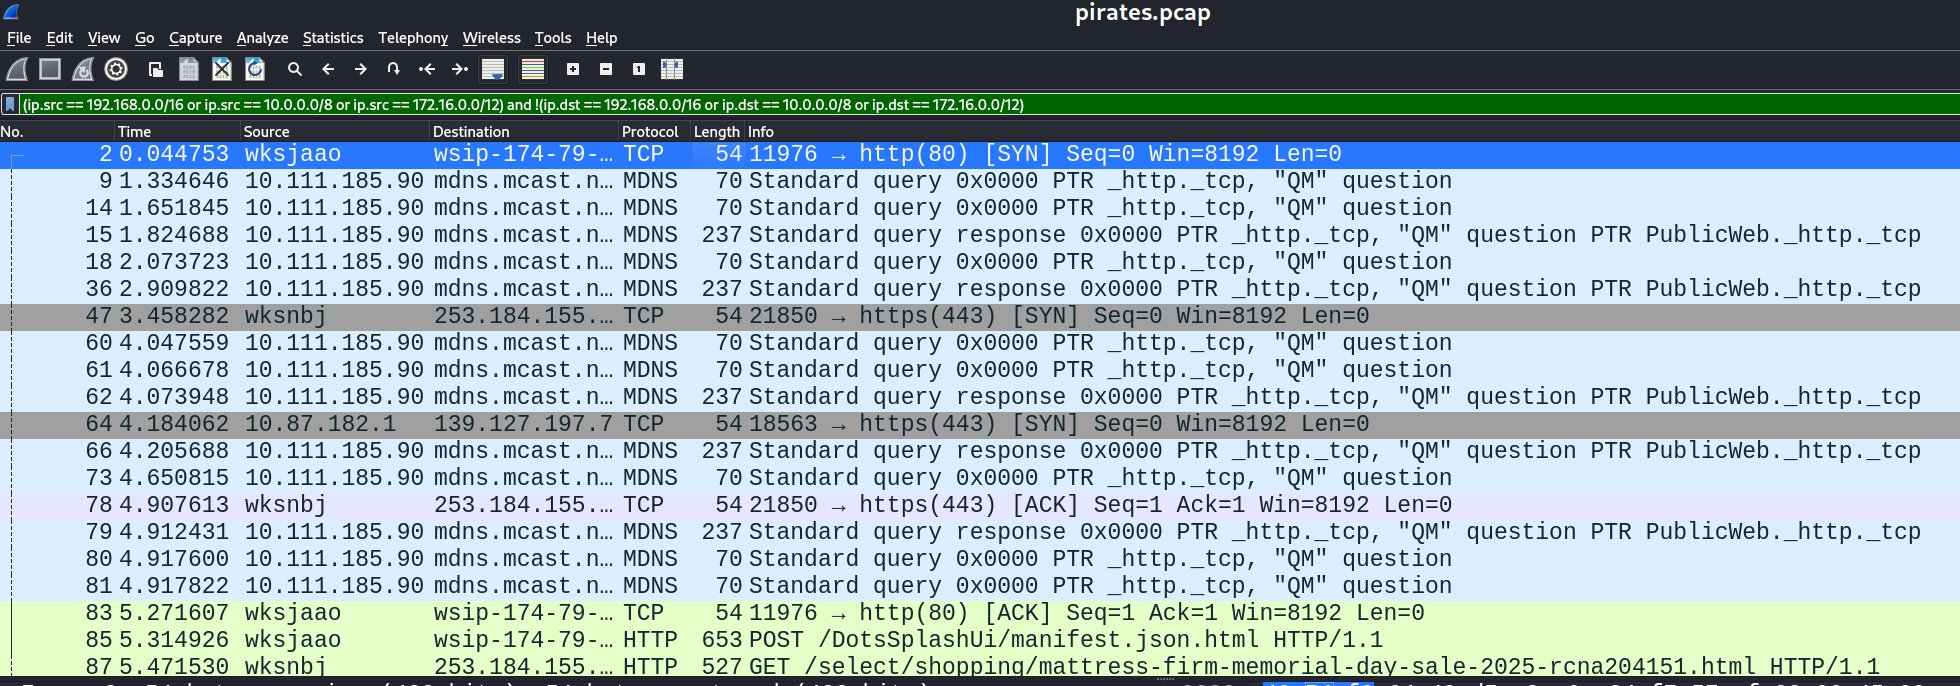 pirates.pcap
File Edit View Go Capture Analyze Statistics Telephony Wireless Tools Help
(ip.src == 192.168.0.0/16 or ip.src == 10.0.0.0/8 or ip.src == 172.16.0.0/12) and !(ip.dst == 192.168.0.0/16 or ip.dst == 10.0.0.0/8 or ip.dst == 172.16.0.0/12)
No. Time Source Destination Protocol Length Info
2 0.044753 wksjaao wsip-174-79-… TCP 54 11976 → http(80) [SYN] Seq=0 Win=8192 Len=0
9 1.334646 10.111.185.90 mdns.mcast.n… MDNS 70 Standard query 0x0000 PTR _http._tcp, "QM" question
14 1.651845 10.111.185.90 mdns.mcast.n… MDNS 70 Standard query 0x0000 PTR _http._tcp, "QM" question
15 1.824688 10.111.185.90 mdns.mcast.n… MDNS 237 Standard query response 0x0000 PTR _http._tcp, "QM" question PTR PublicWeb._http._tcp
18 2.073723 10.111.185.90 mdns.mcast.n… MDNS 70 Standard query 0x0000 PTR _http._tcp, "QM" question
36 2.909822 10.111.185.90 mdns.mcast.n… MDNS 237 Standard query response 0x0000 PTR _http._tcp, "QM" question PTR PublicWeb._http._tcp
47 3.458282 wksnbj 253.184.155.… TCP 54 21850 → https(443) [SYN] Seq=0 Win=8192 Len=0
60 4.047559 10.111.185.90 mdns.mcast.n… MDNS 70 Standard query 0x0000 PTR _http._tcp, "QM" question
61 4.066678 10.111.185.90 mdns.mcast.n… MDNS 70 Standard query 0x0000 PTR _http._tcp, "QM" question
62 4.073948 10.111.185.90 mdns.mcast.n… MDNS 237 Standard query response 0x0000 PTR _http._tcp, "QM" question PTR PublicWeb._http._tcp
64 4.184062 10.87.182.1 139.127.197.7 TCP 54 18563 → https(443) [SYN] Seq=0 Win=8192 Len=0
66 4.205688 10.111.185.90 mdns.mcast.n… MDNS 237 Standard query response 0x0000 PTR _http._tcp, "QM" question PTR PublicWeb._http._tcp
73 4.650815 10.111.185.90 mdns.mcast.n… MDNS 70 Standard query 0x0000 PTR _http._tcp, "QM" question
78 4.907613 wksnbj 253.184.155.… TCP 54 21850 → https(443) [ACK] Seq=1 Ack=1 Win=8192 Len=0
79 4.912431 10.111.185.90 mdns.mcast.n… MDNS 237 Standard query response 0x0000 PTR _http._tcp, "QM" question PTR PublicWeb._http._tcp
80 4.917600 10.111.185.90 mdns.mcast.n… MDNS 70 Standard query 0x0000 PTR _http._tcp, "QM" question
81 4.917822 10.111.185.90 mdns.mcast.n… MDNS 70 Standard query 0x0000 PTR _http._tcp, "QM" question
83 5.271607 wksjaao wsip-174-79-… TCP 54 11976 → http(80) [ACK] Seq=1 Ack=1 Win=8192 Len=0
85 5.314926 wksjaao wsip-174-79-… HTTP 653 POST /DotsSplashUi/manifest.json.html HTTP/1.1
87 5.471530 wksnbj 253.184.155.… HTTP 527 GET /select/shopping/mattress-firm-memorial-day-sale-2025-rcna204151.html HTTP/1.1